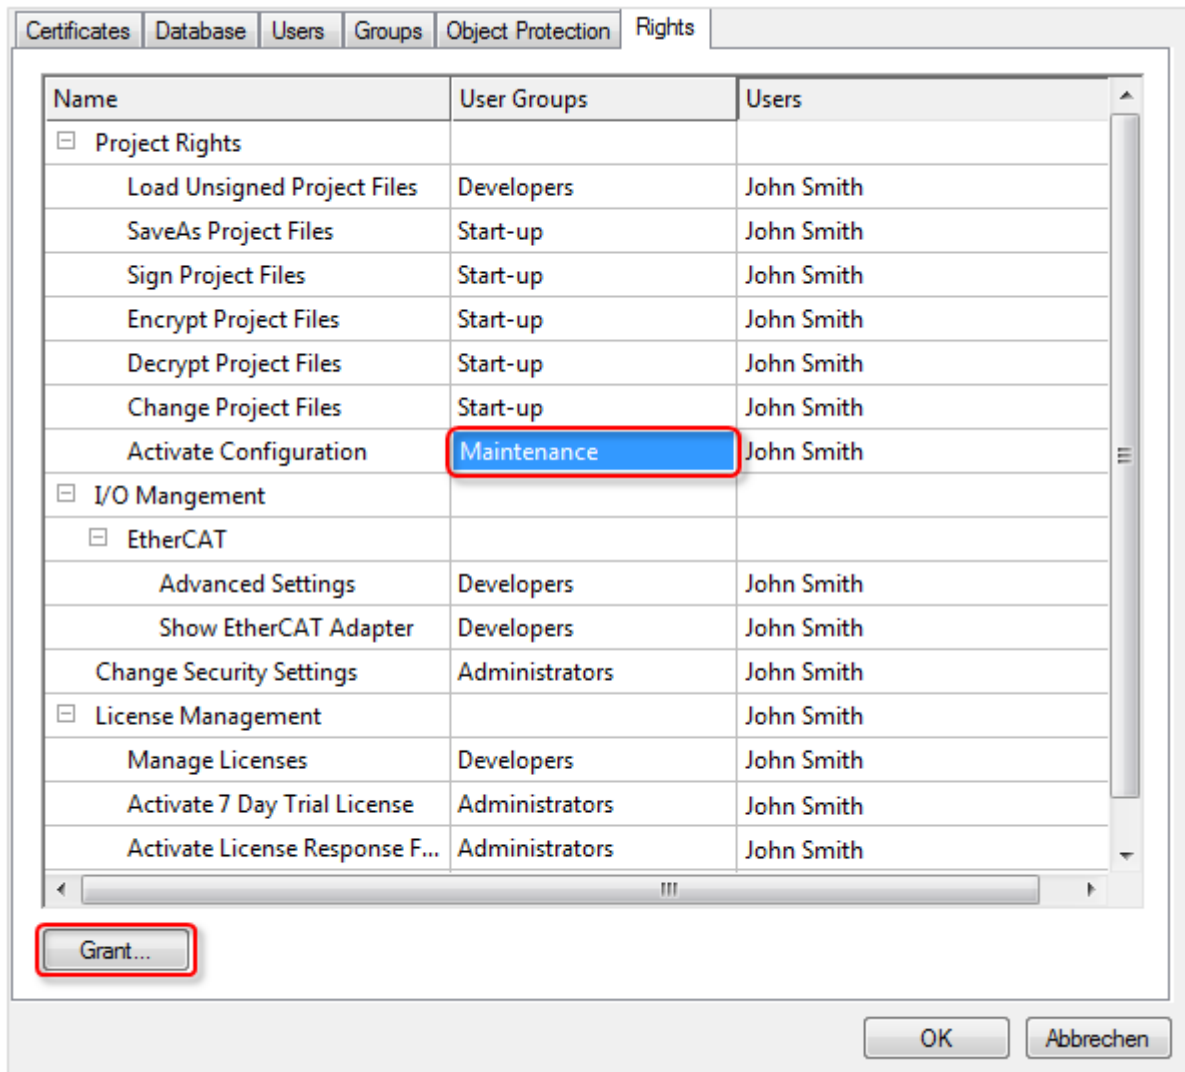 Certificates Database Users Groups Object Protection Rights
Name User Groups Users
Project Rights
Load Unsigned Project Files Developers John Smith
SaveAs Project Files Start-up John Smith
Sign Project Files Start-up John Smith
Encrypt Project Files Start-up John Smith
Decrypt Project Files Start-up John Smith
Change Project Files Start-up John Smith
Activate Configuration Maintenance John Smith
I/O Mangement
EtherCAT
Advanced Settings Developers John Smith
Show EtherCAT Adapter Developers John Smith
Change Security Settings Administrators John Smith
License Management John Smith
Manage Licenses Developers John Smith
Activate 7 Day Trial License Administrators John Smith
Activate License Response F... Administrators John Smith
Grant...
OK Abbrechen